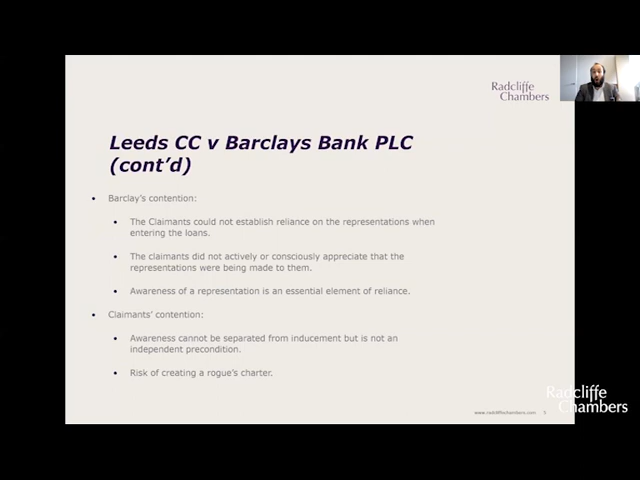 Radcliffe
Chambers
Leeds CC v Barclays Bank PLC
(cont’d)
• Barclay’s contention:
• The Claimants could not establish reliance on the representations when
entering the loans.
• The claimants did not actively or consciously appreciate that the
representations were being made to them.
• Awareness of a representation is an essential element of reliance.
• Claimants’ contention:
• Awareness cannot be separated from inducement but is not an
independent precondition.
• Risk of creating a rogue’s charter.
Radcliffe
Chambers
www.radcliffechambers.com